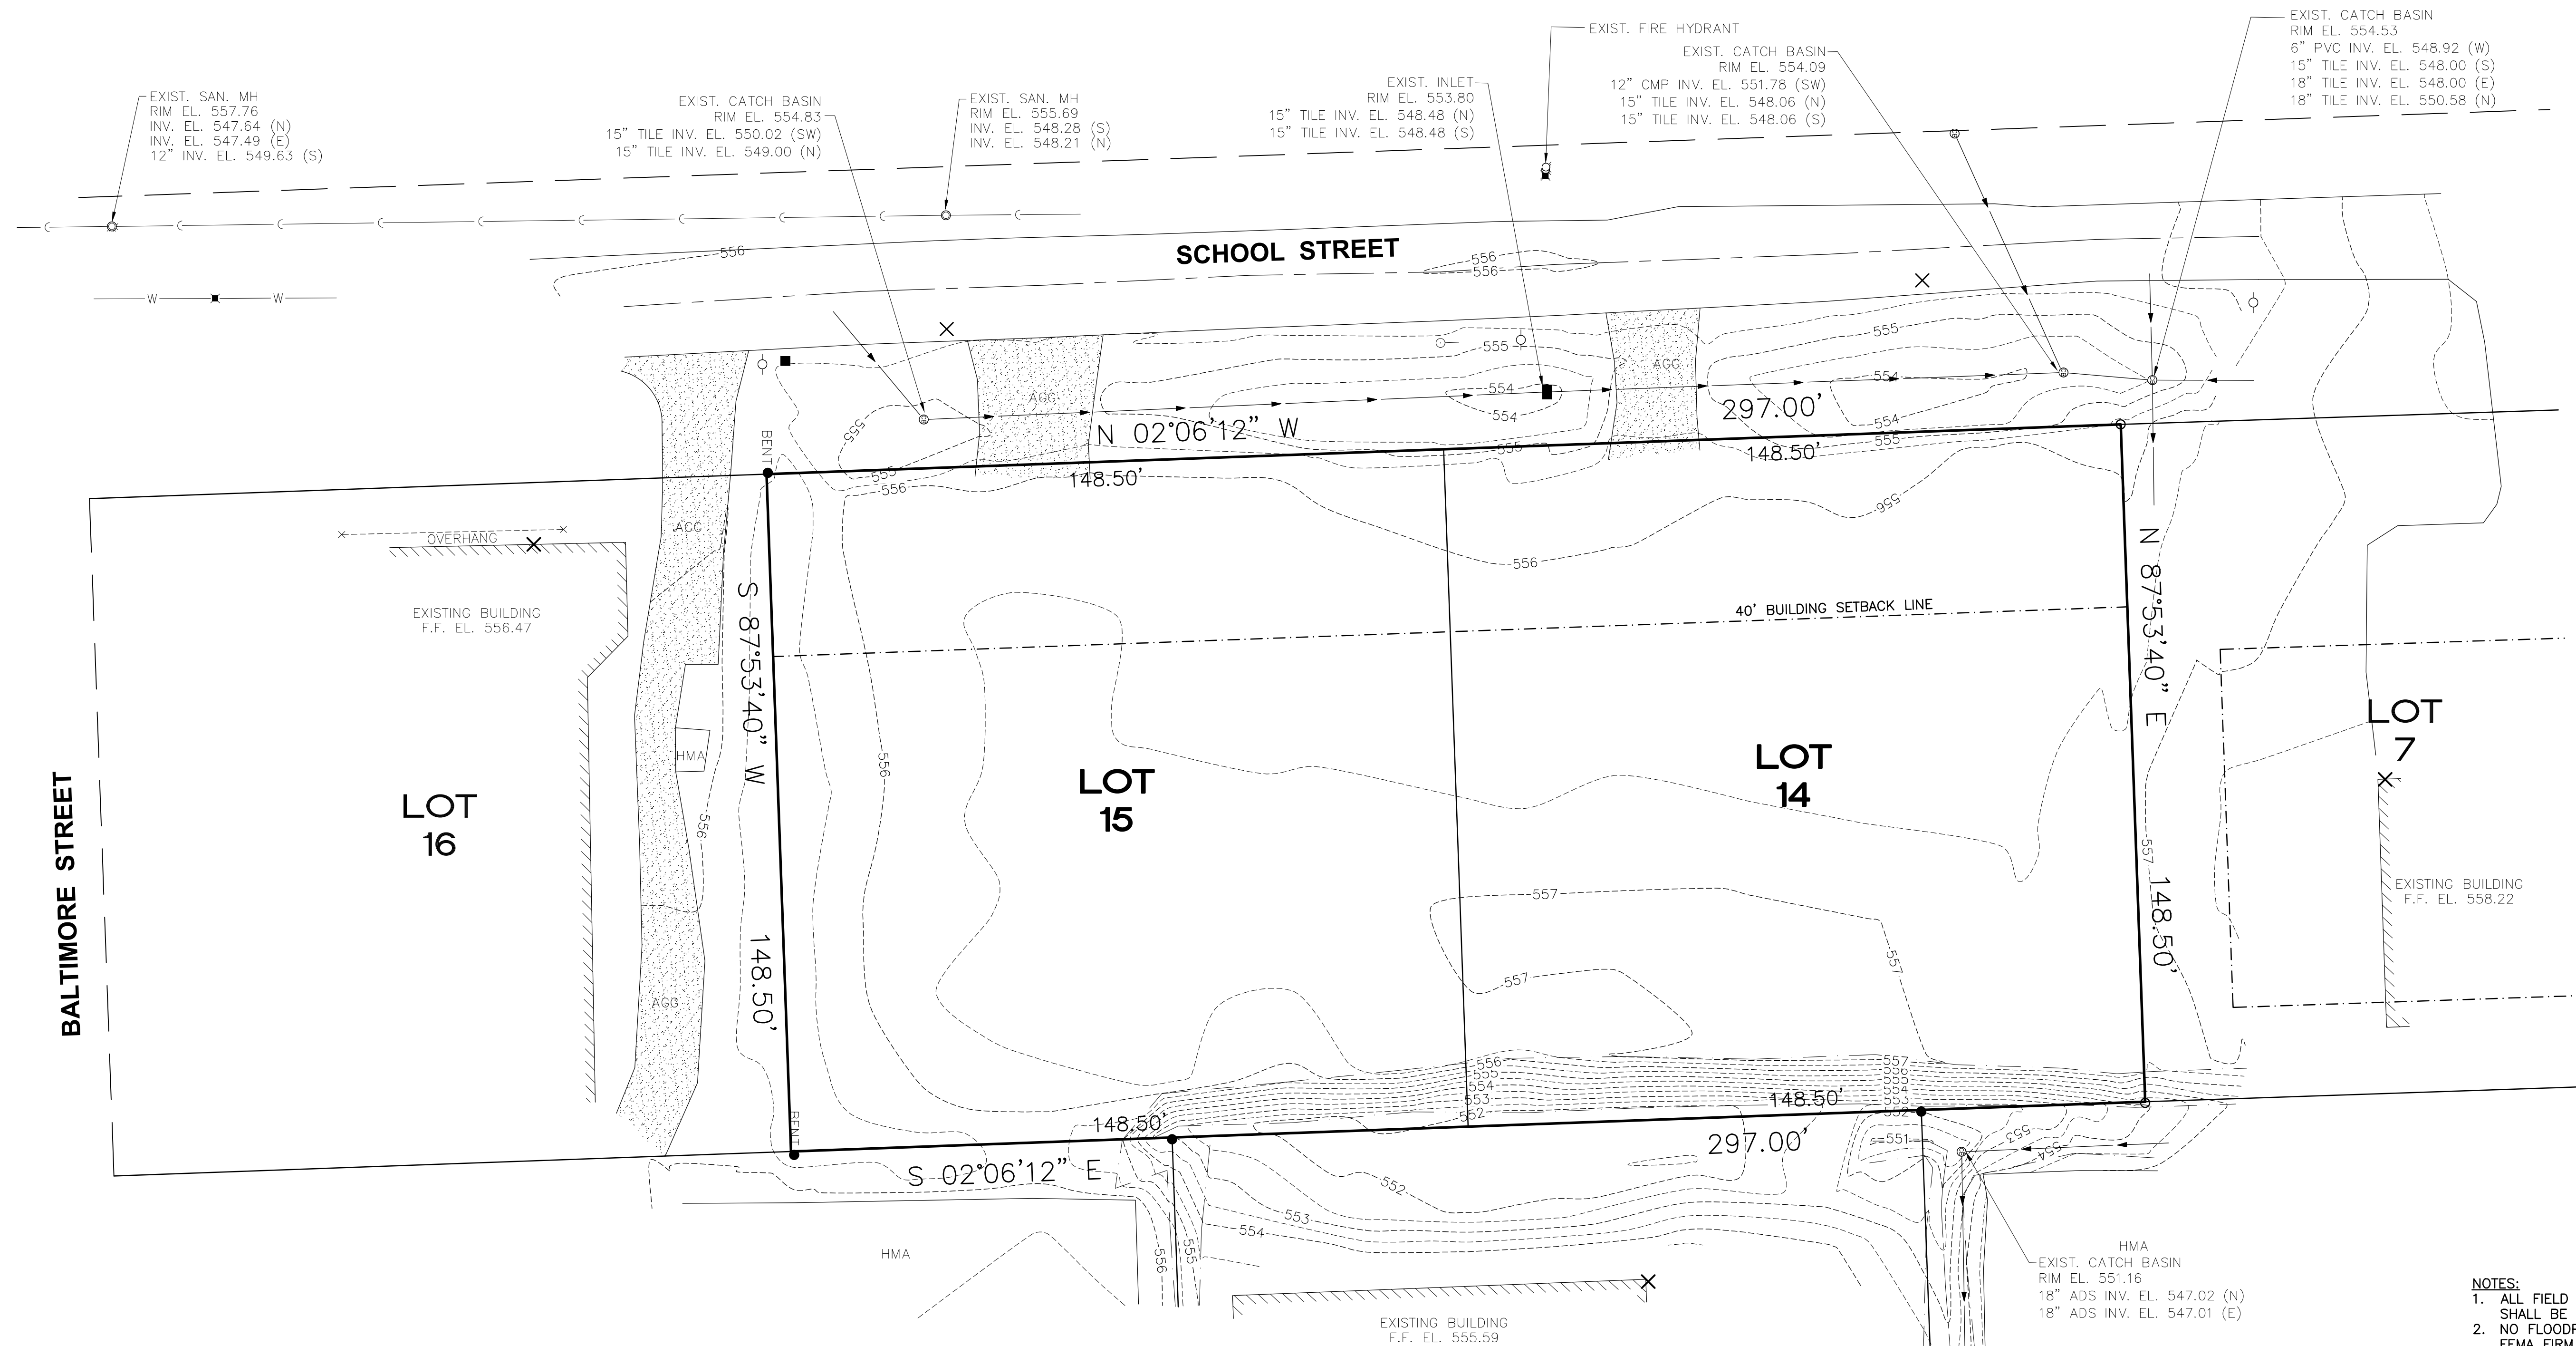 EXIST. SAN. MH
RIM EL. 557.76
INV. EL. 547.64 (N)
INV. EL. 547.49 (E)
12" INV. EL. 549.63 (S)
EXIST. CATCH BASIN
RIM EL. 554.83
15" TILE INV. EL. 550.02 (SW)
15" TILE INV. EL. 549.00 (N)
EXIST. SAN. MH
RIM EL. 555.69
INV. EL. 548.28 (S)
INV. EL. 548.21 (N)
EXIST. INLET
RIM EL. 553.80
15" TILE INV. EL. 548.48 (N)
15" TILE INV. EL. 548.48 (S)
EXIST. FIRE HYDRANT
EXIST. CATCH BASIN
RIM EL. 554.09
12" CMP INV. EL. 551.78 (SW)
15" TILE INV. EL. 548.06 (N)
15" TILE INV. EL. 548.06 (S)
EXIST. CATCH BASIN
RIM EL. 554.53
6" PVC INV. EL. 548.92 (W)
15" TILE INV. EL. 548.00 (S)
18" TILE INV. EL. 548.00 (E)
18" TILE INV. EL. 550.58 (N)
SCHOOL STREET
556
556
556
W
W
555
555
AGG
AGG
554
554
554
554
297.00'
N 02°06'12" W
148.50'
148.50'
BENT
555
555
555
555
556
556
556
OVERHANG
AGG
EXISTING BUILDING
F.F. EL. 556.47
S 87°53'40" W
148.50'
40' BUILDING SETBACK LINE
N 87°53'40" E
148.50'
LOT
7
LOT
14
LOT
15
LOT
16
HMA
556
556
BALTIMORE STREET
557
557
557
557
EXISTING BUILDING
F.F. EL. 558.22
AGG
556
555
554
553
552
557
556
555
554
553
552
BENT
148.50'
148.50'
297.00'
S 02°06'12" E
551
553
554
552
553
554
555
556
HMA
HMA
EXIST. CATCH BASIN
RIM EL. 551.16
18" ADS INV. EL. 547.02 (N)
18" ADS INV. EL. 547.01 (E)
EXISTING BUILDING
F.F. EL. 555.59
NOTES:
1. ALL FIELD
SHALL BE
2. NO